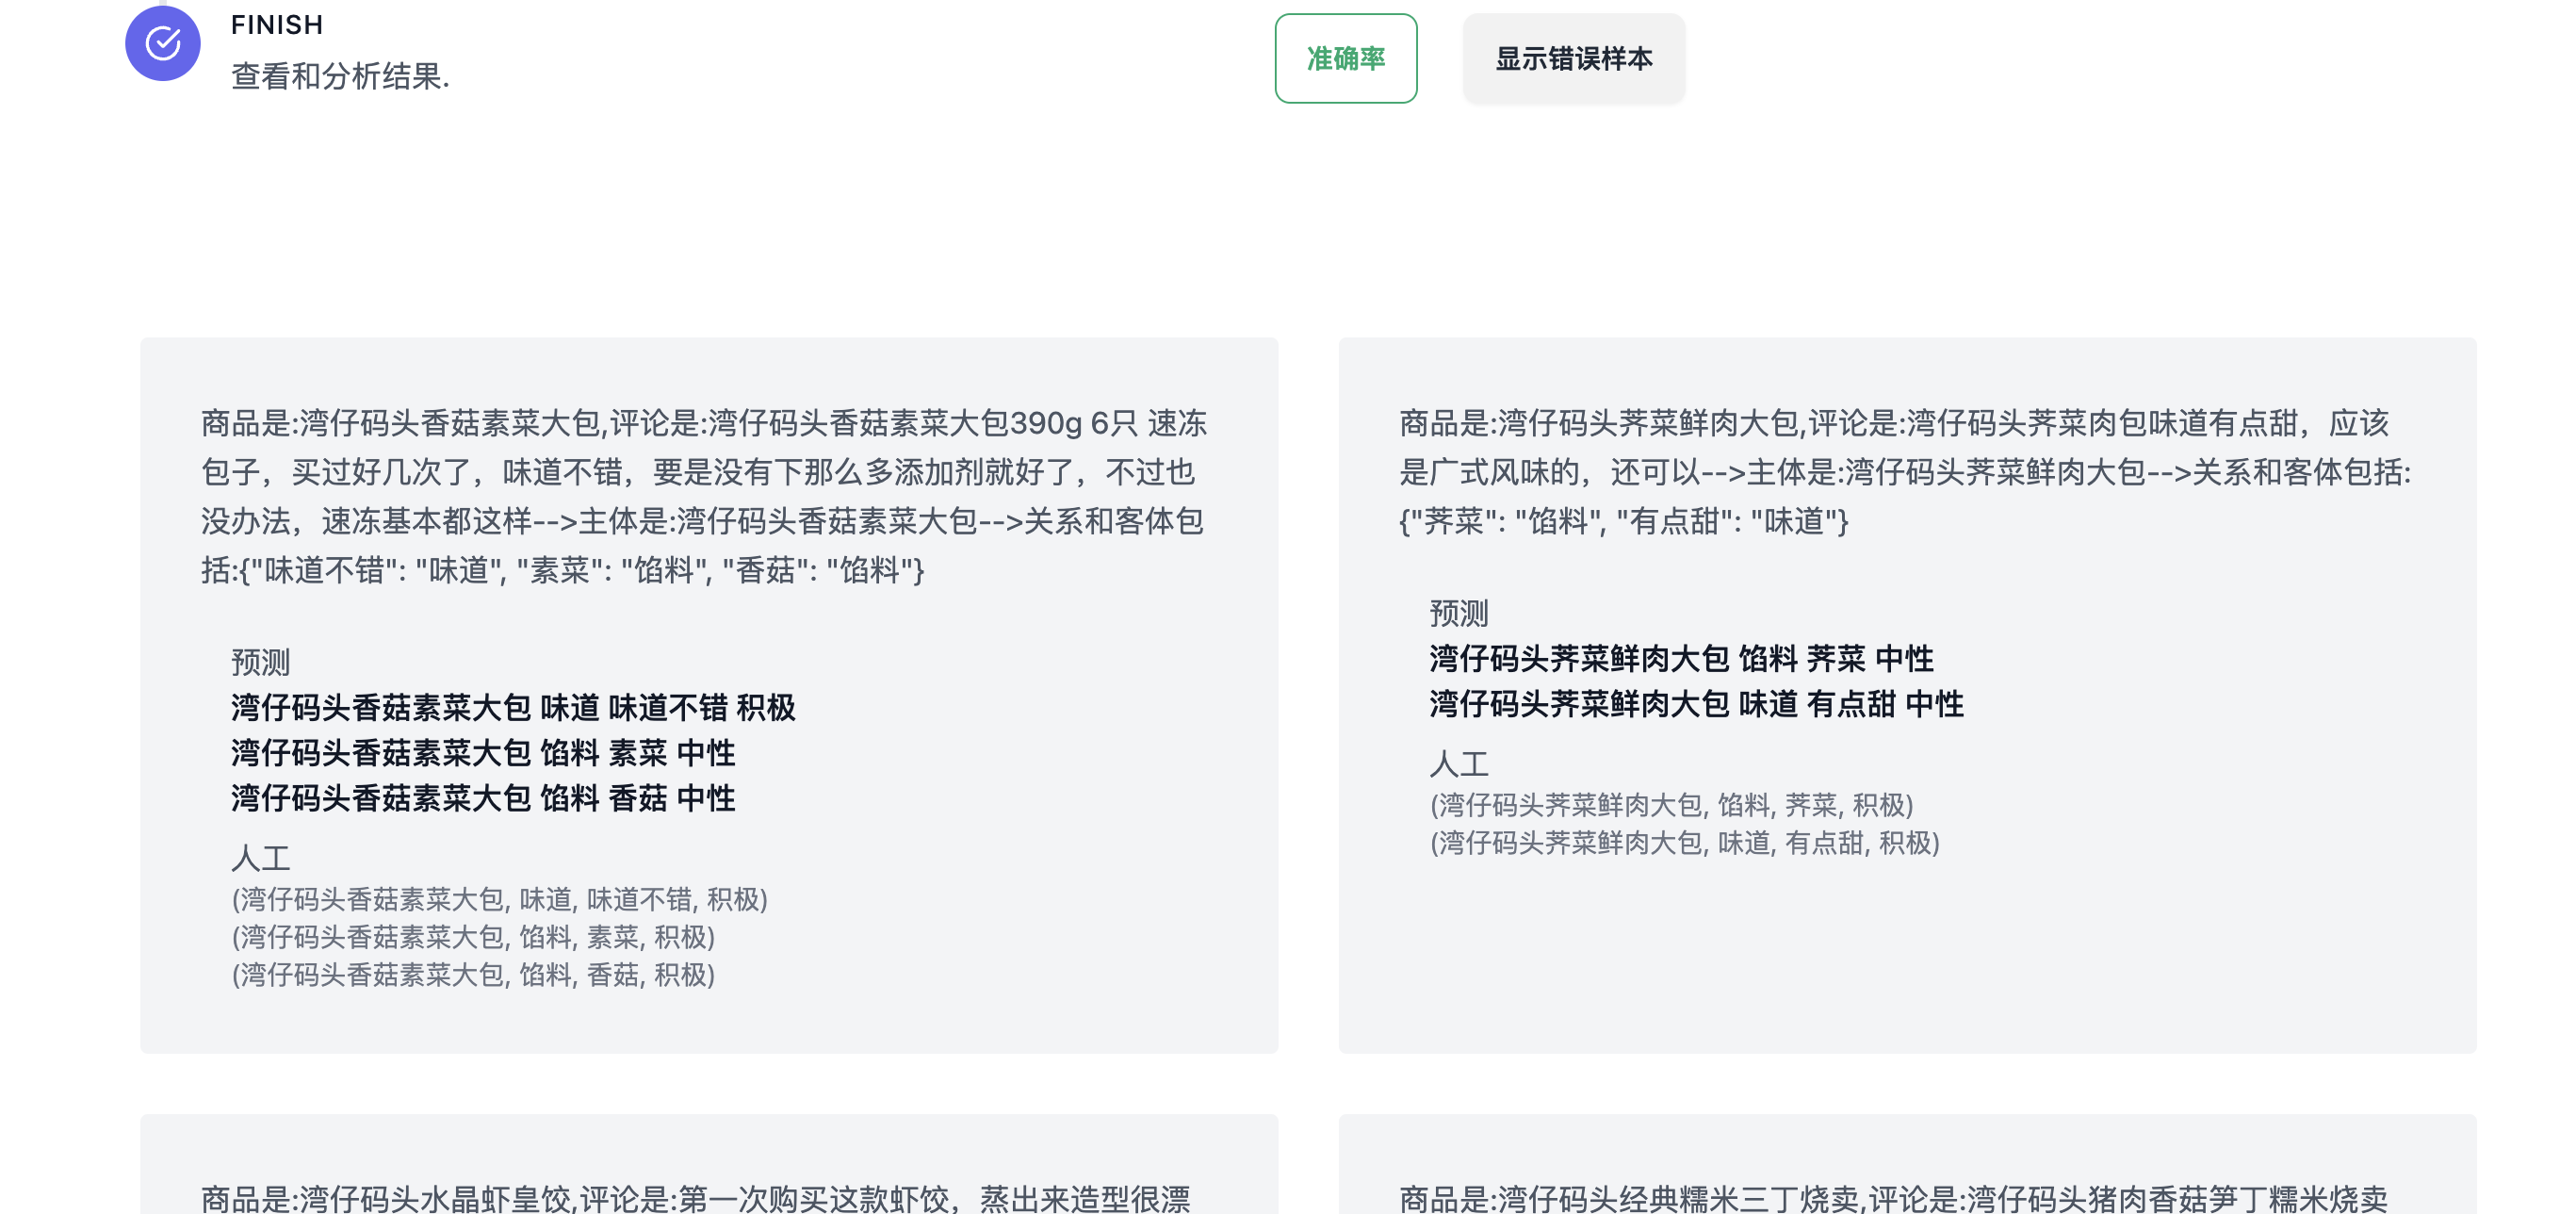 FINISH
查看和分析结果.
准确率
显示错误样本
商品是:湾仔码头香菇素菜大包,评论是:湾仔码头香菇素菜大包390g 6只 速冻
包子，买过好几次了，味道不错，要是没有下那么多添加剂就好了，不过也
没办法，速冻基本都这样-->主体是:湾仔码头香菇素菜大包-->关系和客体包
括:{"味道不错": "味道", "素菜": "馅料", "香菇": "馅料"}
预测
湾仔码头香菇素菜大包 味道 味道不错 积极
湾仔码头香菇素菜大包 馅料 素菜 中性
湾仔码头香菇素菜大包 馅料 香菇 中性
人工
(湾仔码头香菇素菜大包, 味道, 味道不错, 积极)
(湾仔码头香菇素菜大包, 馅料, 素菜, 积极)
(湾仔码头香菇素菜大包, 馅料, 香菇, 积极)
商品是:湾仔码头荠菜鲜肉大包,评论是:湾仔码头荠菜肉包味道有点甜，应该
是广式风味的，还可以-->主体是:湾仔码头荠菜鲜肉大包-->关系和客体包括:
{"荠菜": "馅料", "有点甜": "味道"}
预测
湾仔码头荠菜鲜肉大包 馅料 荠菜 中性
湾仔码头荠菜鲜肉大包 味道 有点甜 中性
人工
(湾仔码头荠菜鲜肉大包, 馅料, 荠菜, 积极)
(湾仔码头荠菜鲜肉大包, 味道, 有点甜, 积极)
商品是:湾仔码头水晶虾皇饺,评论是:第一次购买这款虾饺，蒸出来造型很漂
商品是:湾仔码头经典糯米三丁烧卖,评论是:湾仔码头猪肉香菇笋丁糯米烧卖